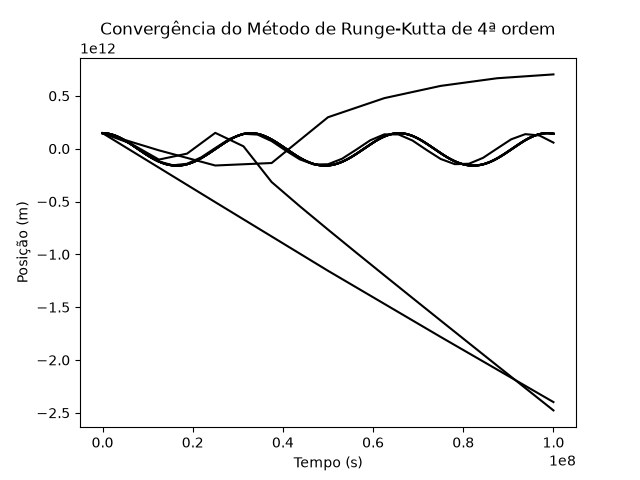 Convergência do Método de Runge-Kutta de 4ª ordem
1e12
0.5
0.0
−0.5
−1.0
−1.5
−2.0
−2.5
Posição (m)
0.0 0.2 0.4 0.6 0.8 1.0
1e8
Tempo (s)